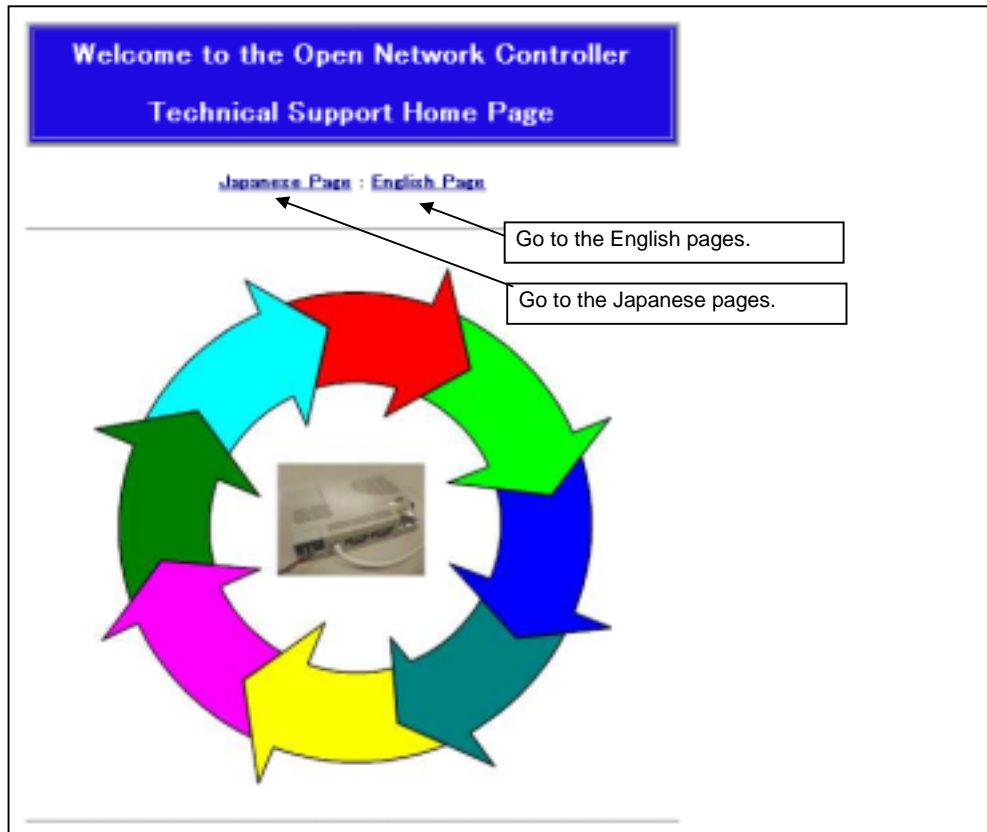 Welcome to the Open Network Controller
Technical Support Home Page
Japanese Page : English Page
Go to the English pages.
Go to the Japanese pages.